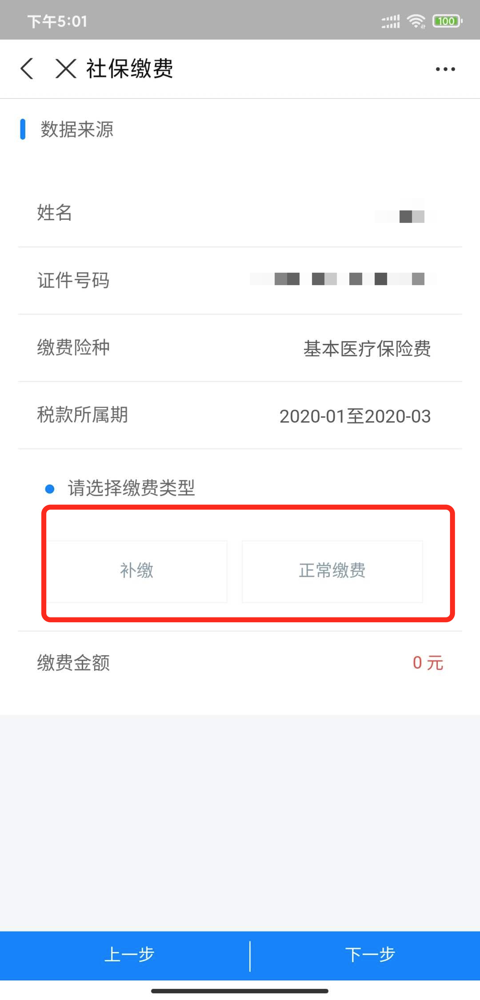 下午5:01
100
社保缴费
数据来源
姓名
证件号码
缴费险种 基本医疗保险费
税款所属期 2020-01至2020-03
请选择缴费类型
补缴 正常缴费
缴费金额 0 元
上一步 下一步